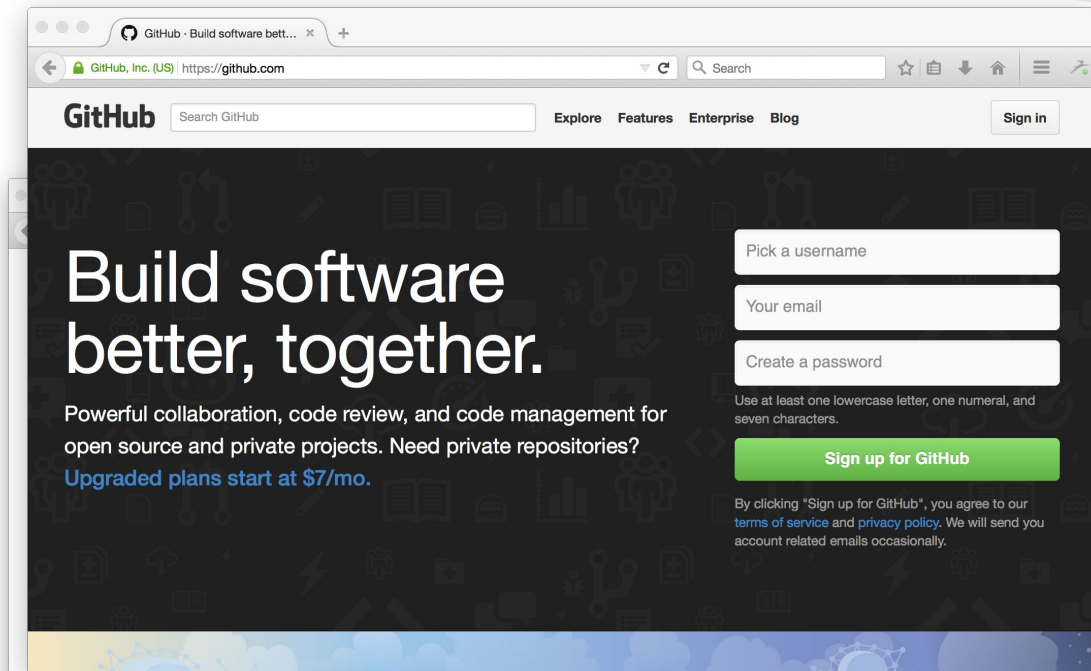 GitHub · Build software bett...
GitHub, Inc. (US) https://github.com
Search
GitHub
Search GitHub
Explore Features Enterprise Blog
Sign in
Build software
better, together.
Powerful collaboration, code review, and code management for
open source and private projects. Need private repositories?
Upgraded plans start at $7/mo.
Pick a username
Your email
Create a password
Use at least one lowercase letter, one numeral, and
seven characters.
Sign up for GitHub
By clicking "Sign up for GitHub", you agree to our
terms of service and privacy policy. We will send you
account related emails occasionally.